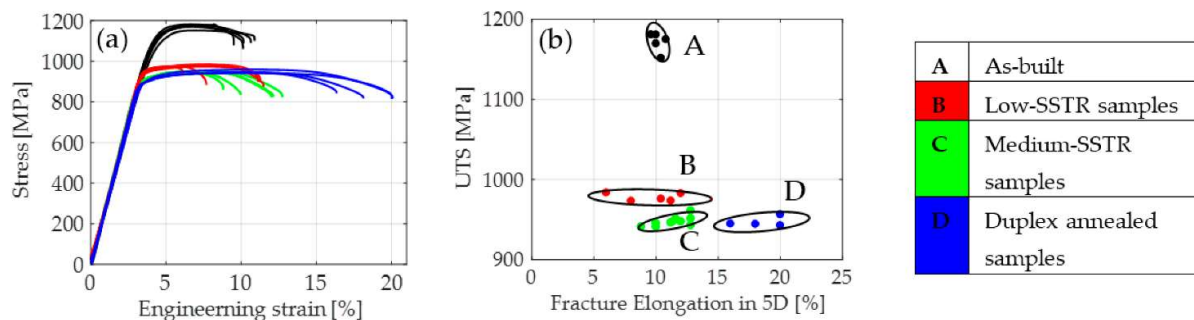 (a)
1200
1000
800
600
400
200
0
Stress [MPa]
0 5 10 15 20
Engineerning strain [%]
(b)
1200
1100
1000
900
UTS [MPa]
A
B
D
C
0 5 10 15 20 25
Fracture Elongation in 5D [%]
A As-built
B Low-SSTR samples
C Medium-SSTR
samples
D Duplex annealed
samples